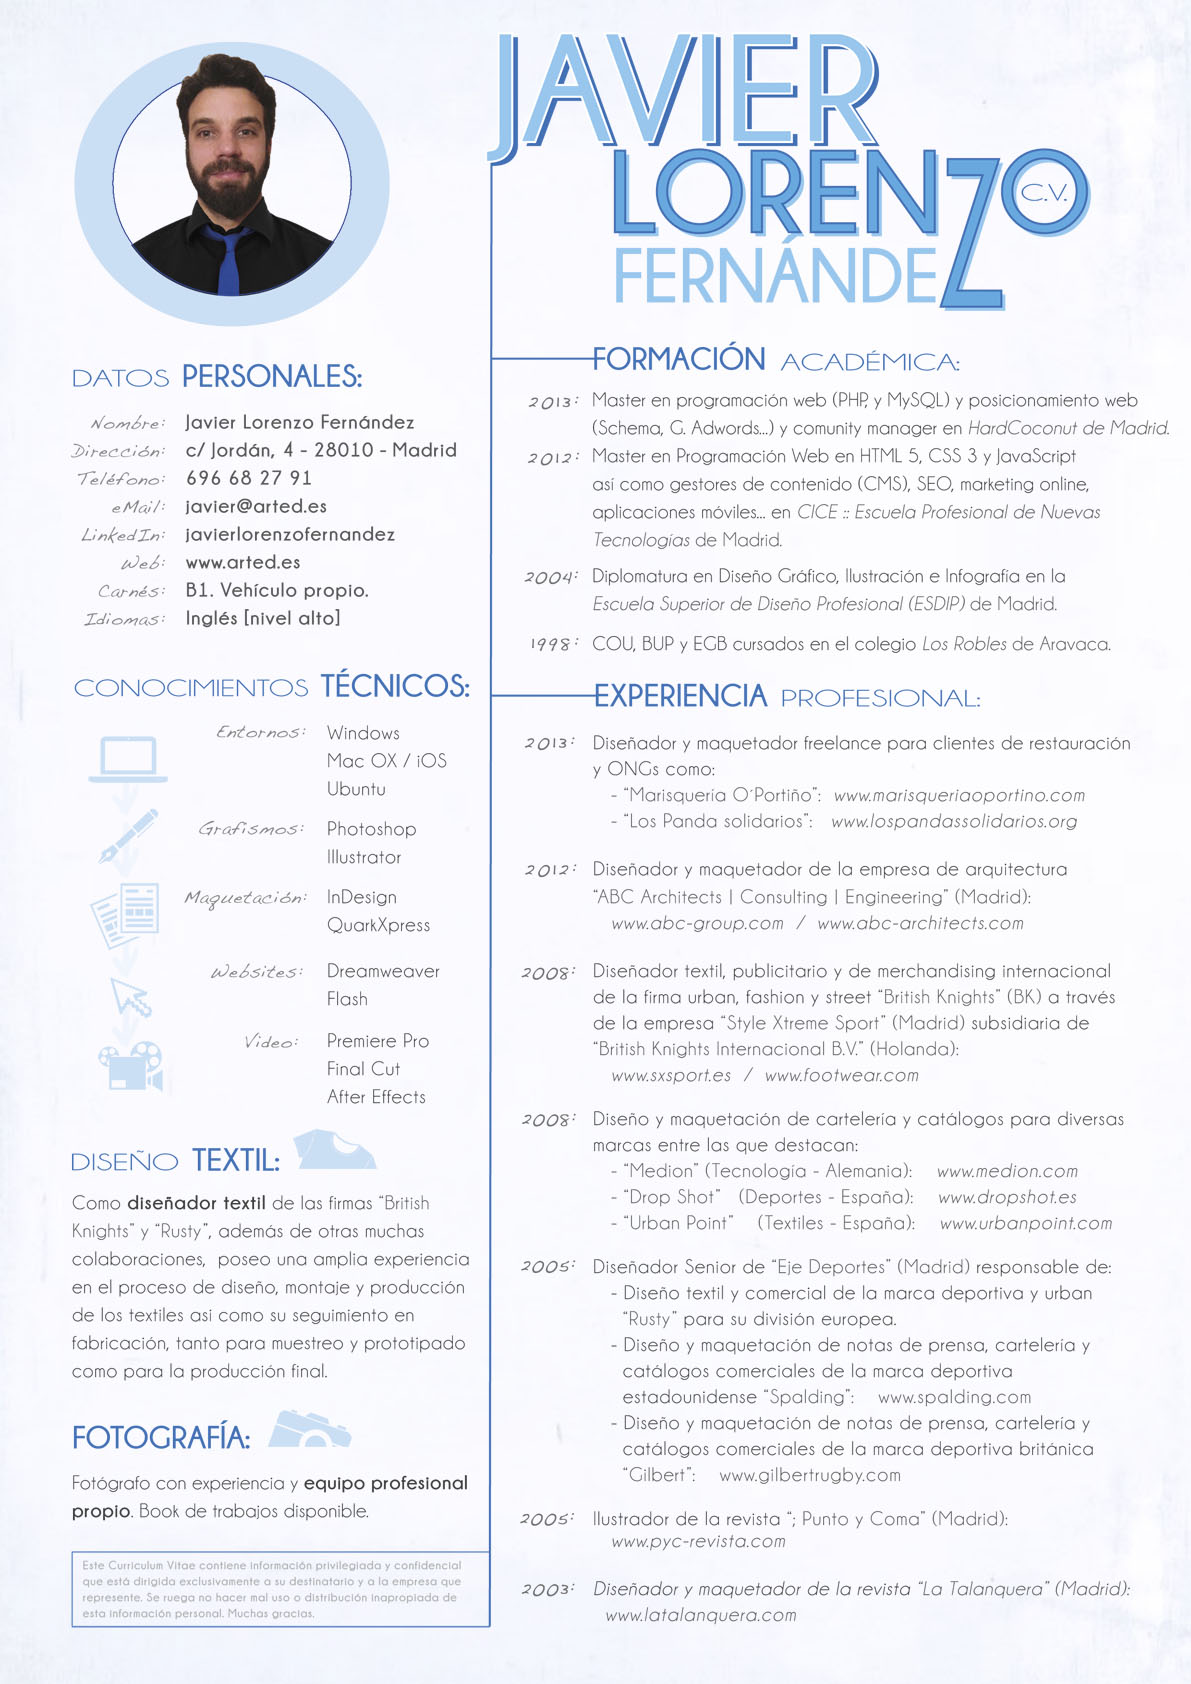 JAVIER
LORENZO
C.V.
FERNÁNDEZ
DATOS PERSONALES:
Nombre: Javier Lorenzo Fernández
Dirección: c/ Jordán, 4 - 28010 - Madrid
Teléfono: 696 68 27 91
eMail: javier@arted.es
LinkedIn: javierlorenzofernandez
Web: www.arted.es
Carnés: B1. Vehículo propio.
Idiomas: Inglés [nivel alto]
CONOCIMIENTOS TÉCNICOS:
Entornos: Windows
Mac OX / iOS
Ubuntu
Grafismos: Photoshop
Illustrator
Maquetación: InDesign
QuarkXpress
Websites: Dreamweaver
Flash
Video: Premiere Pro
Final Cut
After Effects
DISEÑO TEXTIL:
Como diseñador textil de las firmas “British
Knights” y “Rusty”, además de otras muchas
colaboraciones, poseo una amplia experiencia
en el proceso de diseño, montaje y producción
de los textiles asi como su seguimiento en
fabricación, tanto para muestreo y prototipado
como para la producción final.
FOTOGRAFÍA:
Fotógrafo con experiencia y equipo profesional
propio. Book de trabajos disponible.
Este Curriculum Vitae contiene información privilegiada y confidencial
que está dirigida exclusivamente a su destinatario y a la empresa que
represente. Se ruega no hacer mal uso o distribución inapropiada de
esta información personal. Muchas gracias.
FORMACIÓN ACADÉMICA:
2013: Master en programación web (PHP, y MySQL) y posicionamiento web
(Schema, G. Adwords...) y comunity manager en HardCoconut de Madrid.
2012: Master en Programación Web en HTML 5, CSS 3 y JavaScript
así como gestores de contenido (CMS), SEO, marketing online,
aplicaciones móviles... en CICE :: Escuela Profesional de Nuevas
Tecnologías de Madrid.
2004: Diplomatura en Diseño Gráfico, Ilustración e Infografía en la
Escuela Superior de Diseño Profesional (ESDIP) de Madrid.
1998: COU, BUP y EGB cursados en el colegio Los Robles de Aravaca.
EXPERIENCIA PROFESIONAL:
2013: Diseñador y maquetador freelance para clientes de restauración
y ONGs como:
- “Marisquería O´Portiño”: www.marisqueriaoportino.com
- “Los Panda solidarios”: www.lospandassolidarios.org
2012: Diseñador y maquetador de la empresa de arquitectura
“ABC Architects | Consulting | Engineering” (Madrid):
www.abc-group.com / www.abc-architects.com
2008: Diseñador textil, publicitario y de merchandising internacional
de la firma urban, fashion y street “British Knights” (BK) a través
de la empresa “Style Xtreme Sport” (Madrid) subsidiaria de
“British Knights Internacional B.V.” (Holanda):
www.sxsport.es / www.footwear.com
2008: Diseño y maquetación de cartelería y catálogos para diversas
marcas entre las que destacan:
- “Medion” (Tecnología - Alemania): www.medion.com
- “Drop Shot” (Deportes - España): www.dropshot.es
- “Urban Point” (Textiles - España): www.urbanpoint.com
2005: Diseñador Senior de “Eje Deportes” (Madrid) responsable de:
- Diseño textil y comercial de la marca deportiva y urban
“Rusty” para su división europea.
- Diseño y maquetación de notas de prensa, cartelería y
catálogos comerciales de la marca deportiva
estadounidense “Spalding”: www.spalding.com
- Diseño y maquetación de notas de prensa, cartelería y
catálogos comerciales de la marca deportiva británica
“Gilbert”: www.gilbertrugby.com
2005: Ilustrador de la revista “; Punto y Coma” (Madrid):
www.pyc-revista.com
2003: Diseñador y maquetador de la revista “La Talanquera” (Madrid):
www.latalanquera.com